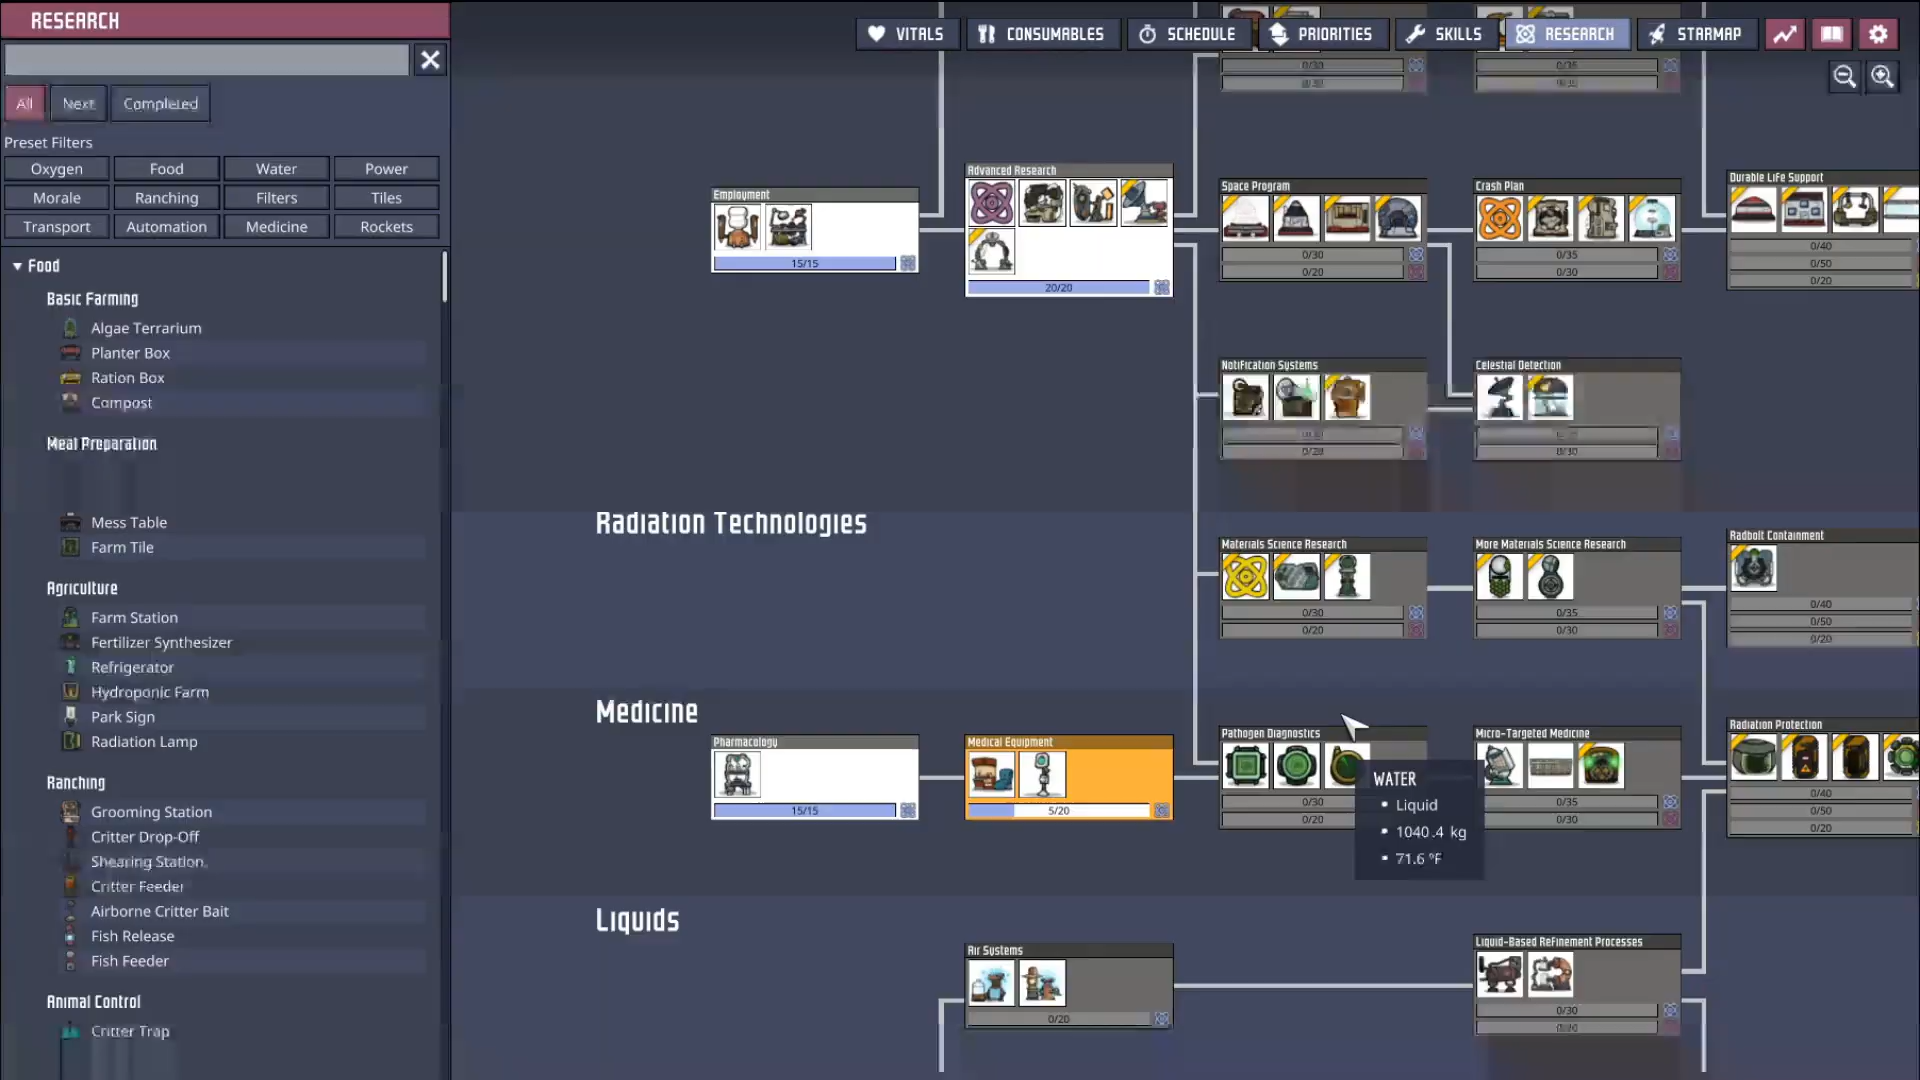 RESEARCH
VITALS
CONSUMABLES
SCHEDULE
PRIORITIES
SKILLS
RESEARCH
STARMAP
All
Next
Completed
Preset Filters
Oxygen
Food
Water
Power
Morale
Ranching
Filters
Tiles
Transport
Automation
Medicine
Rockets
Food
Basic Farming
Algae Terrarium
Planter Box
Ration Box
Compost
Meal Preparation
Mess Table
Farm Tile
Agriculture
Farm Station
Fertilizer Synthesizer
Refrigerator
Hydroponic Farm
Park Sign
Radiation Lamp
Ranching
Grooming Station
Critter Drop-Off
Shearing Station
Critter Feeder
Airborne Critter Bait
Fish Release
Fish Feeder
Animal Control
Critter Trap
0/30
0/35
Employment
15/15
Advanced Research
20/20
Space Program
0/30
0/20
Crash Plan
0/35
0/30
Durable Life Support
0/40
0/50
0/20
Notification Systems
0/20
Celestial Detection
0/30
Radiation Technologies
Materials Science Research
0/30
0/20
More Materials Science Research
0/35
0/30
Radbolt Containment
0/40
0/50
0/20
Medicine
Pharmacology
15/15
Medical Equipment
5/20
Pathogen Diagnostics
0/30
0/20
Micro-Targeted Medicine
0/35
0/30
Radiation Protection
0/40
0/50
0/20
WATER
• Liquid
• 1040.4 kg
• 71.6 °F
Liquids
Air Systems
0/20
Liquid-Based Refinement Processes
0/30